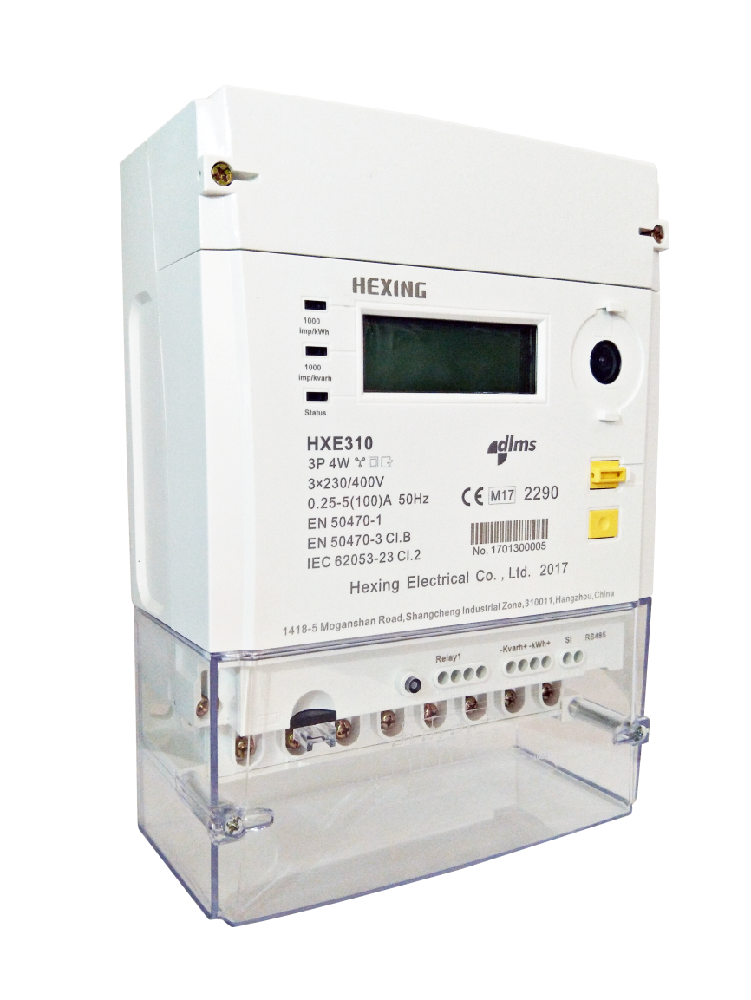 HEXING
1000
imp/kWh
1000
imp/kvarh
Status
HXE310
3P 4W
3×230/400V
0.25-5(100)A 50Hz
EN 50470-1
EN 50470-3 Cl.B
IEC 62053-23 Cl.2
dlms
CE M17 2290
No. 1701300005
Hexing Electrical Co. , Ltd. 2017
1418-5 Moganshan Road,Shangcheng Industrial Zone,310011,Hangzhou,China
Relay1 -Kvarh+ -kWh+ SI RS485